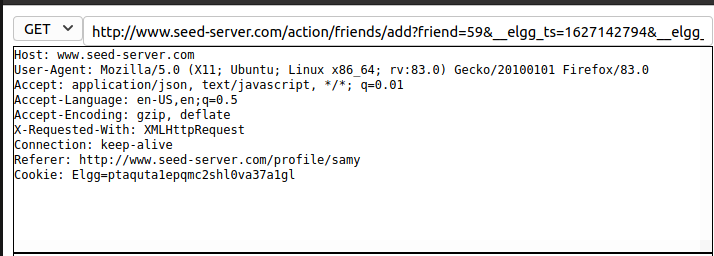 GET http://www.seed-server.com/action/friends/add?friend=59&__elgg_ts=1627142794&__elgg_
Host: www.seed-server.com
User-Agent: Mozilla/5.0 (X11; Ubuntu; Linux x86_64; rv:83.0) Gecko/20100101 Firefox/83.0
Accept: application/json, text/javascript, */*; q=0.01
Accept-Language: en-US,en;q=0.5
Accept-Encoding: gzip, deflate
X-Requested-With: XMLHttpRequest
Connection: keep-alive
Referer: http://www.seed-server.com/profile/samy
Cookie: Elgg=ptaquta1epqmc2shl0va37a1gl